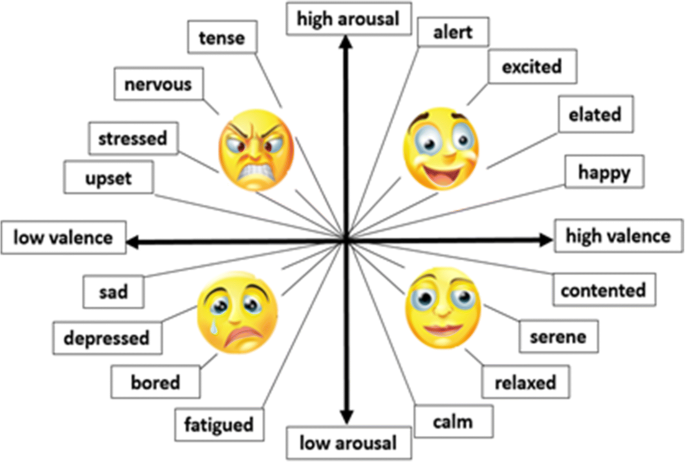 high arousal
tense
alert
nervous
excited
stressed
elated
upset
happy
low valence
high valence
sad
contented
depressed
serene
bored
relaxed
fatigued
calm
low arousal